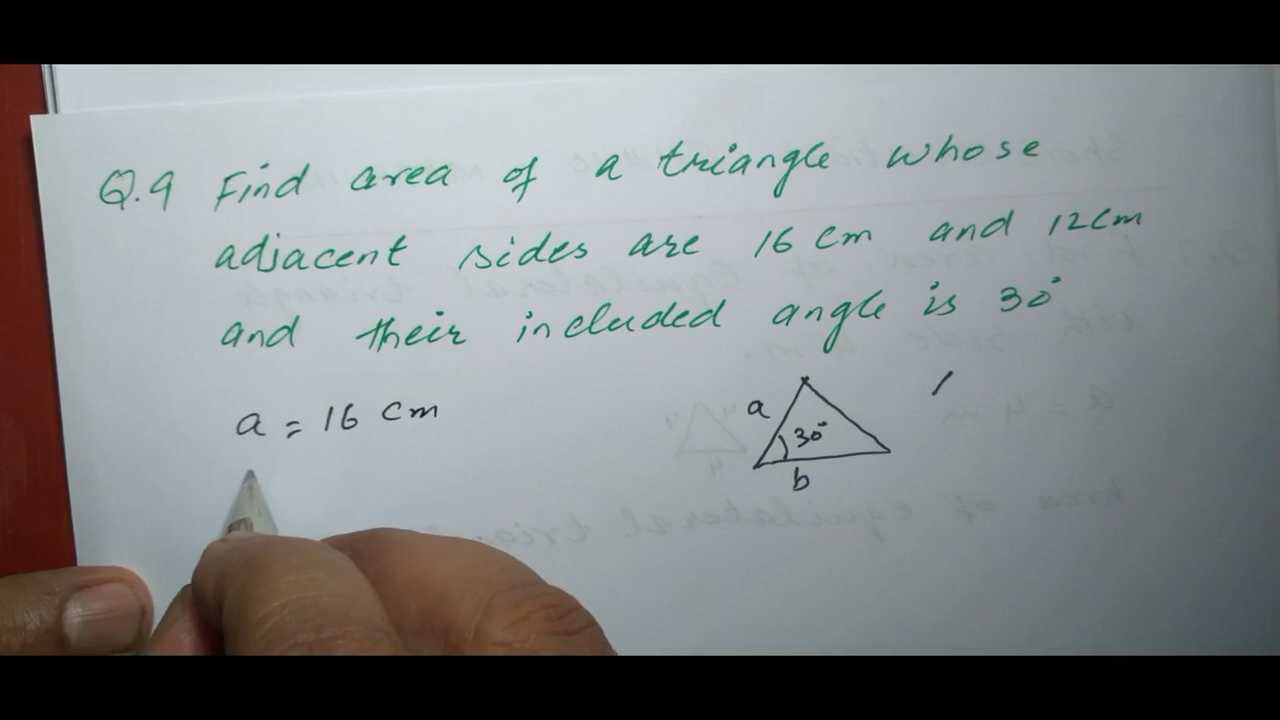 Q.9 Find area of a triangle whose
adjacent sides are 16 cm and 12cm
and their included angle is 30°
a = 16 cm
a
30°
b